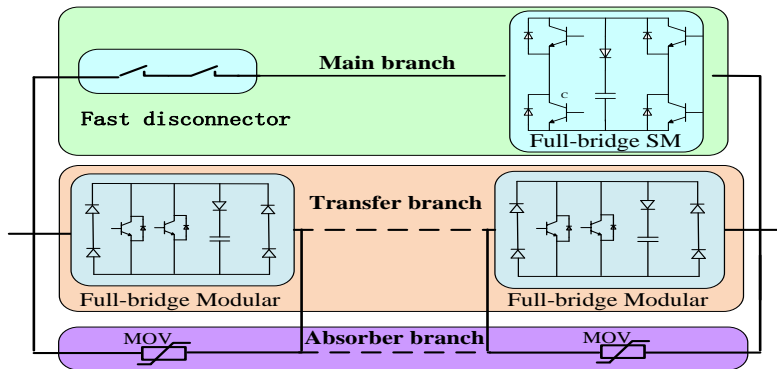 Main branch
C
Fast disconnector
Full-bridge SM
Transfer branch
Full-bridge Modular
Full-bridge Modular
MOV
Absorber branch
MOV